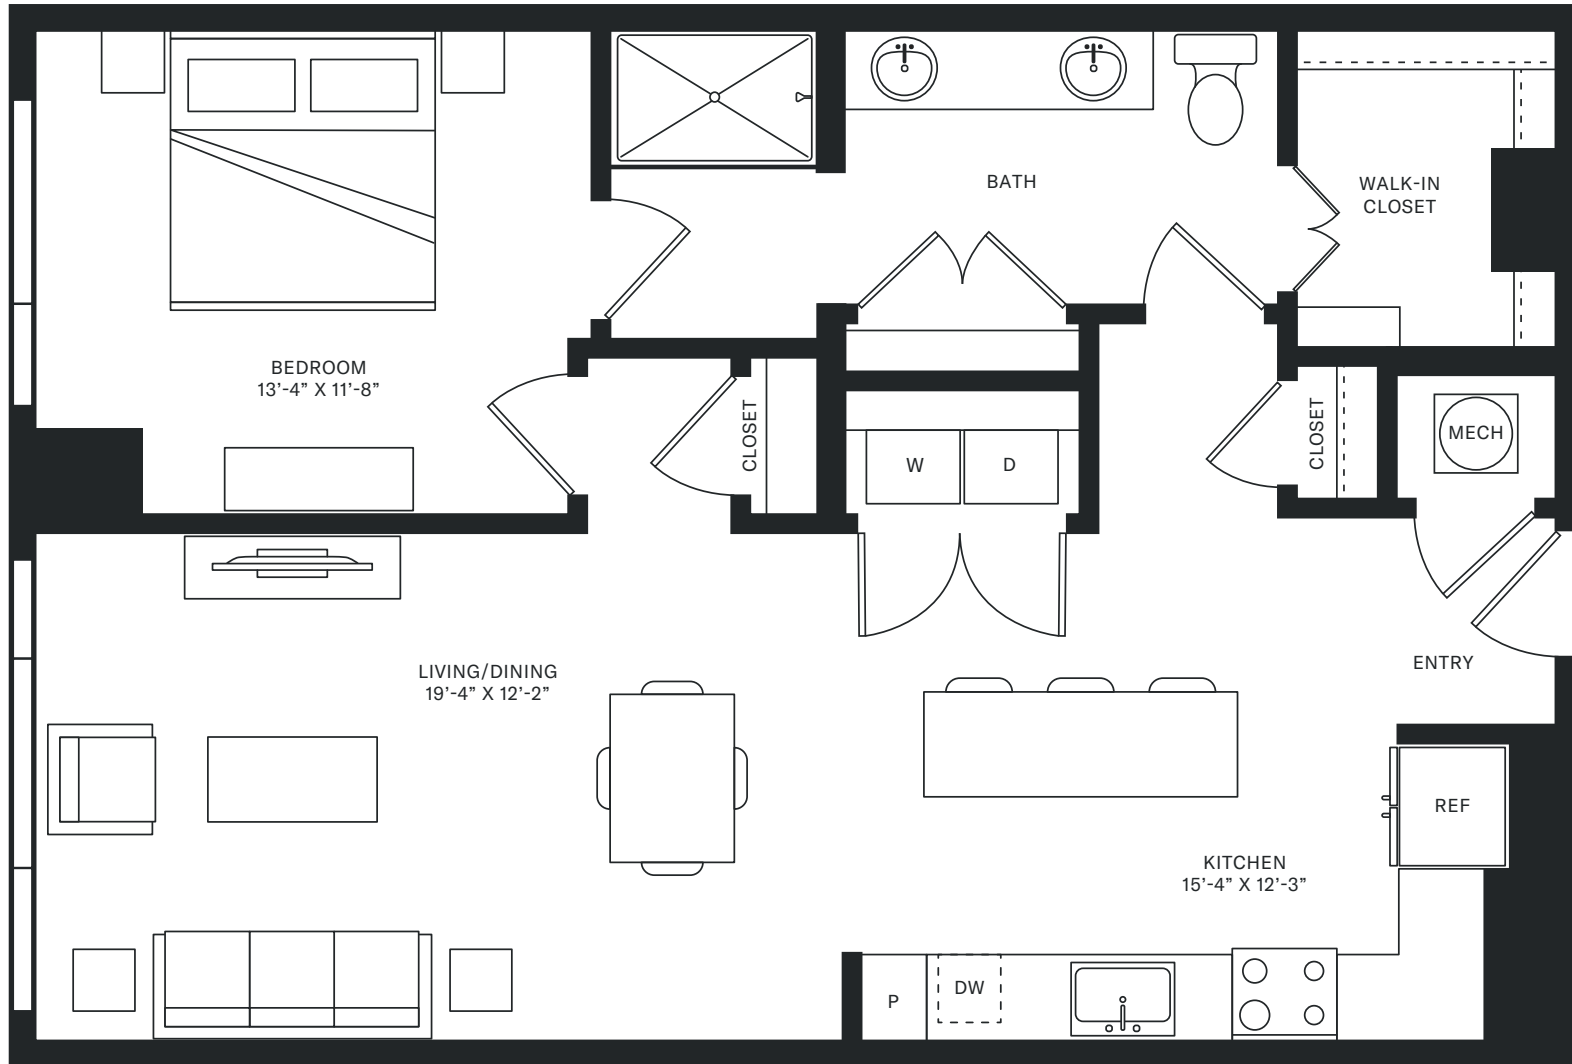 BATH
WALK-IN
CLOSET
BEDROOM
13’-4” X 11’-8”
CLOSET
W
D
CLOSET
MECH
LIVING/DINING
19’-4” X 12’-2”
ENTRY
REF
KITCHEN
15’-4” X 12’-3”
P
DW